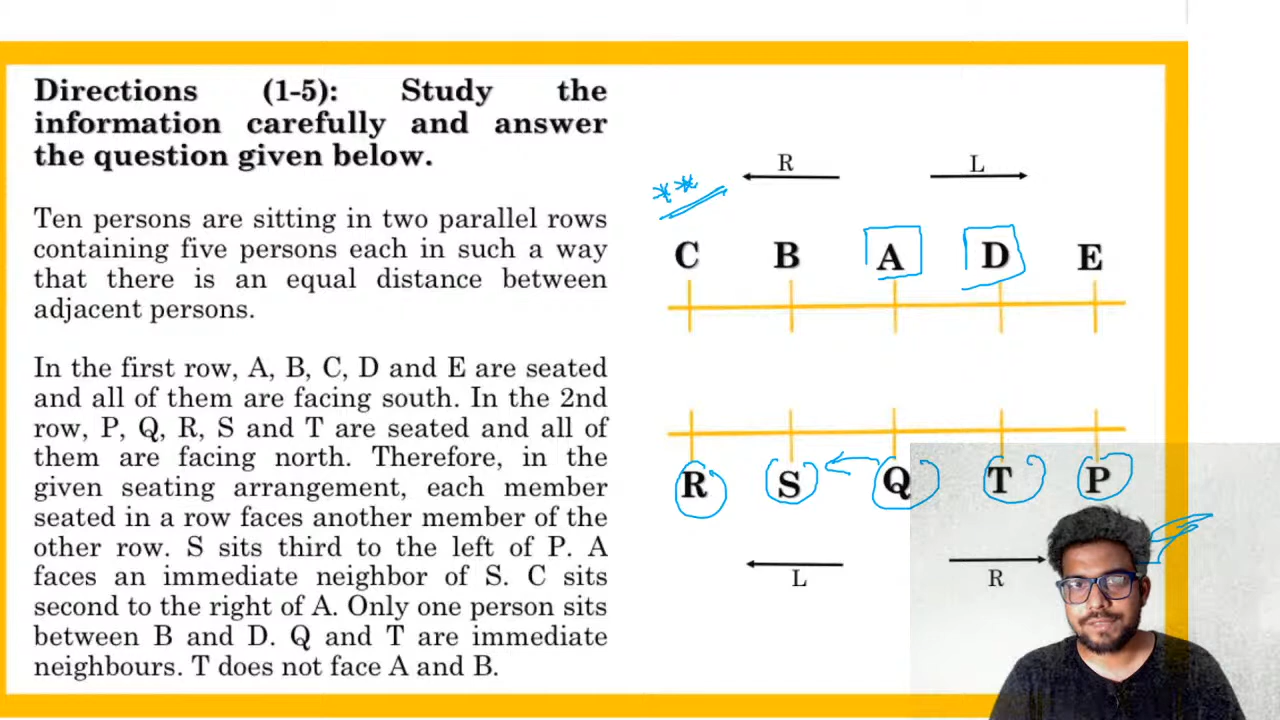 Directions (1-5): Study the
information carefully and answer
the question given below.
Ten persons are sitting in two parallel rows
containing five persons each in such a way
that there is an equal distance between
adjacent persons.
In the first row, A, B, C, D and E are seated
and all of them are facing south. In the 2nd
row, P, Q, R, S and T are seated and all of
them are facing north. Therefore, in the
given seating arrangement, each member
seated in a row faces another member of the
other row. S sits third to the left of P. A
faces an immediate neighbor of S. C sits
second to the right of A. Only one person sits
between B and D. Q and T are immediate
neighbours. T does not face A and B.
R L
**
C B A D E
R S Q T P
L R